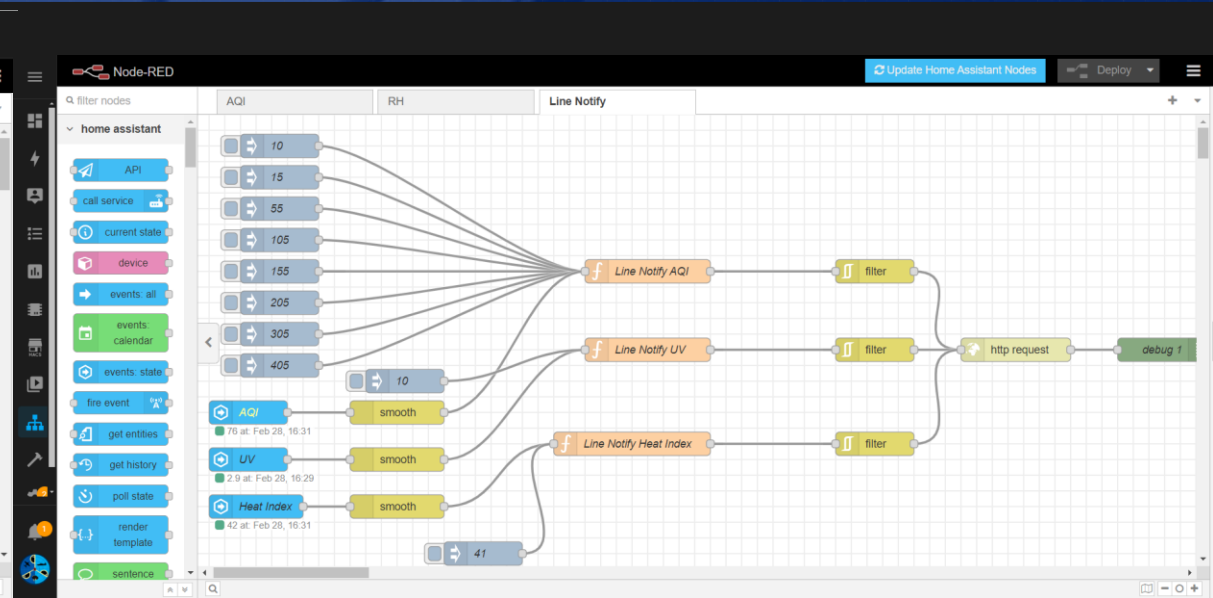 Node-RED
Update Home Assistant Nodes
Deploy
filter nodes
AQI
RH
Line Notify
home assistant
API
call service
current state
device
events: all
events:
calendar
events: state
fire event
get entities
get history
poll state
render
template
sentence
HACS
1
10
15
55
105
155
205
305
405
10
AQI
76 at: Feb 28, 16:31
UV
2.9 at: Feb 28, 16:29
Heat Index
42 at: Feb 28, 16:31
smooth
smooth
smooth
41
Line Notify AQI
Line Notify UV
Line Notify Heat Index
filter
filter
filter
http request
debug 1